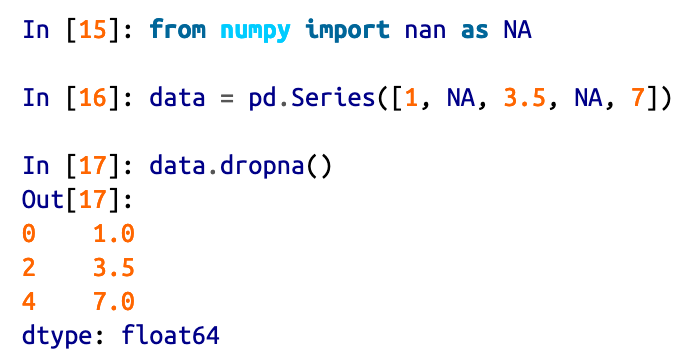 In [15]: from numpy import nan as NA
In [16]: data = pd.Series([1, NA, 3.5, NA, 7])
In [17]: data.dropna()
Out[17]:
0    1.0
2    3.5
4    7.0
dtype: float64